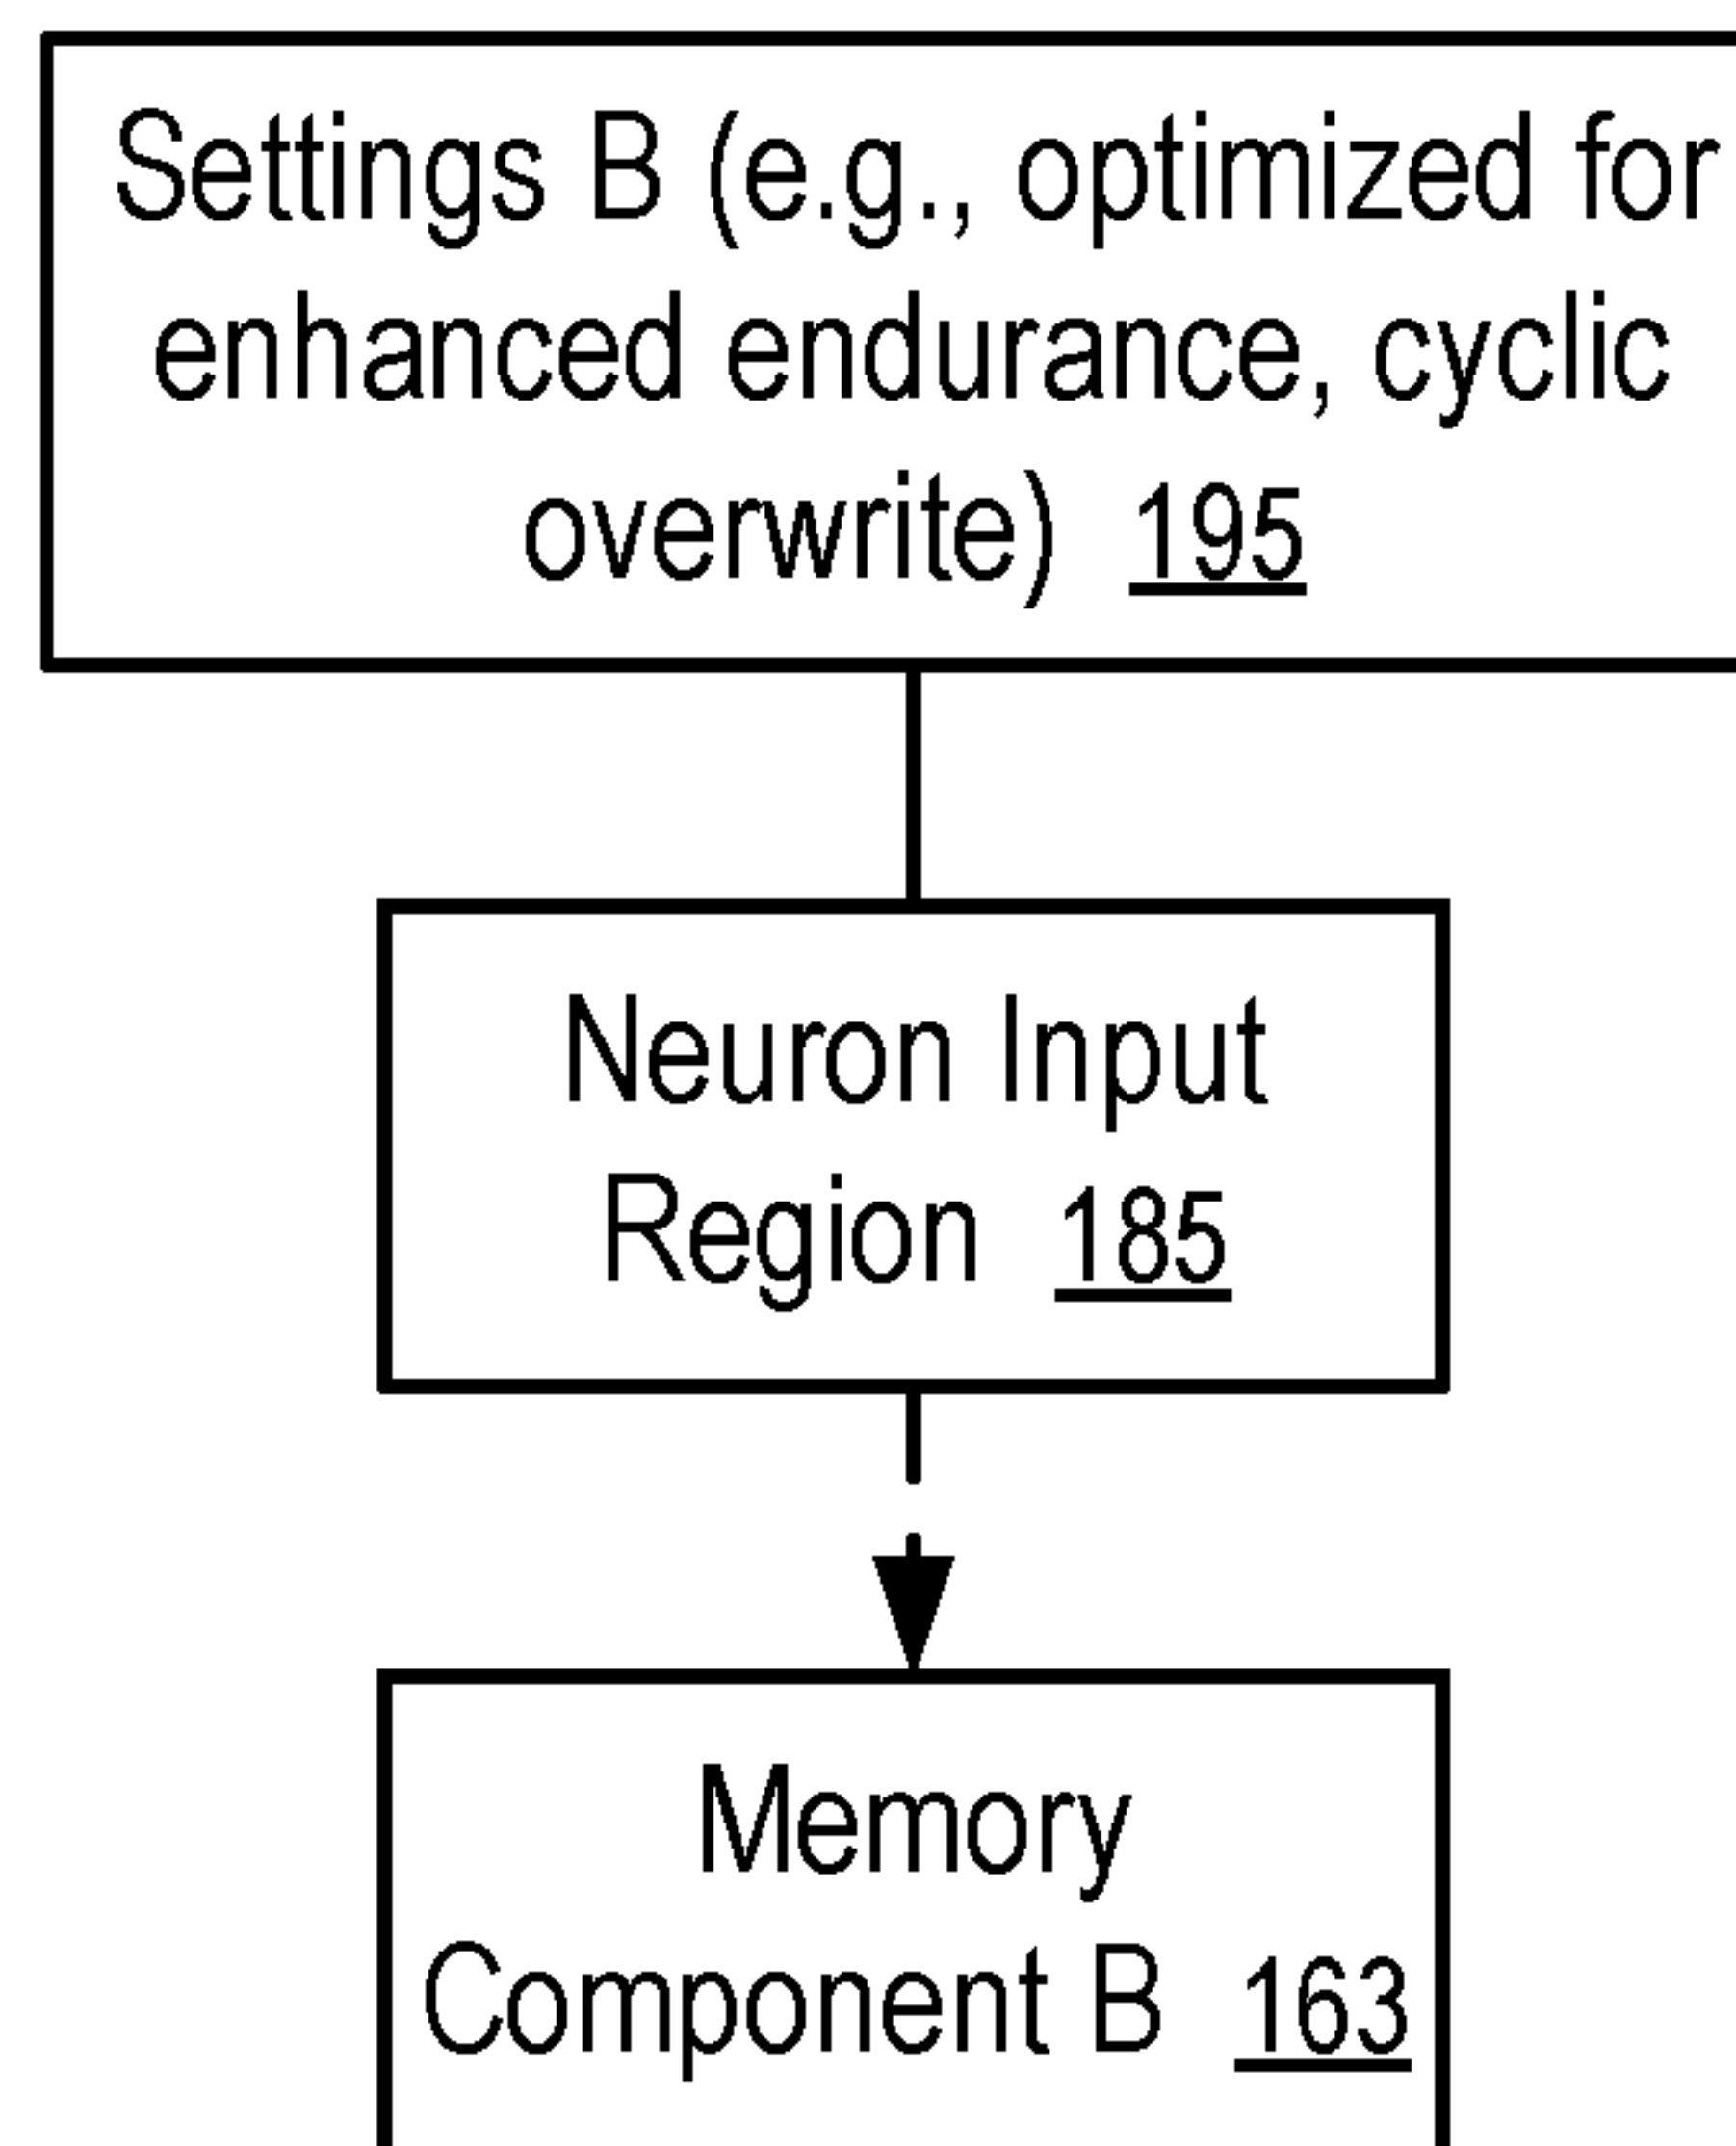 Settings B (e.g., optimized for
enhanced endurance, cyclic
overwrite) 195
Neuron Input
Region 185
Memory
Component B 163